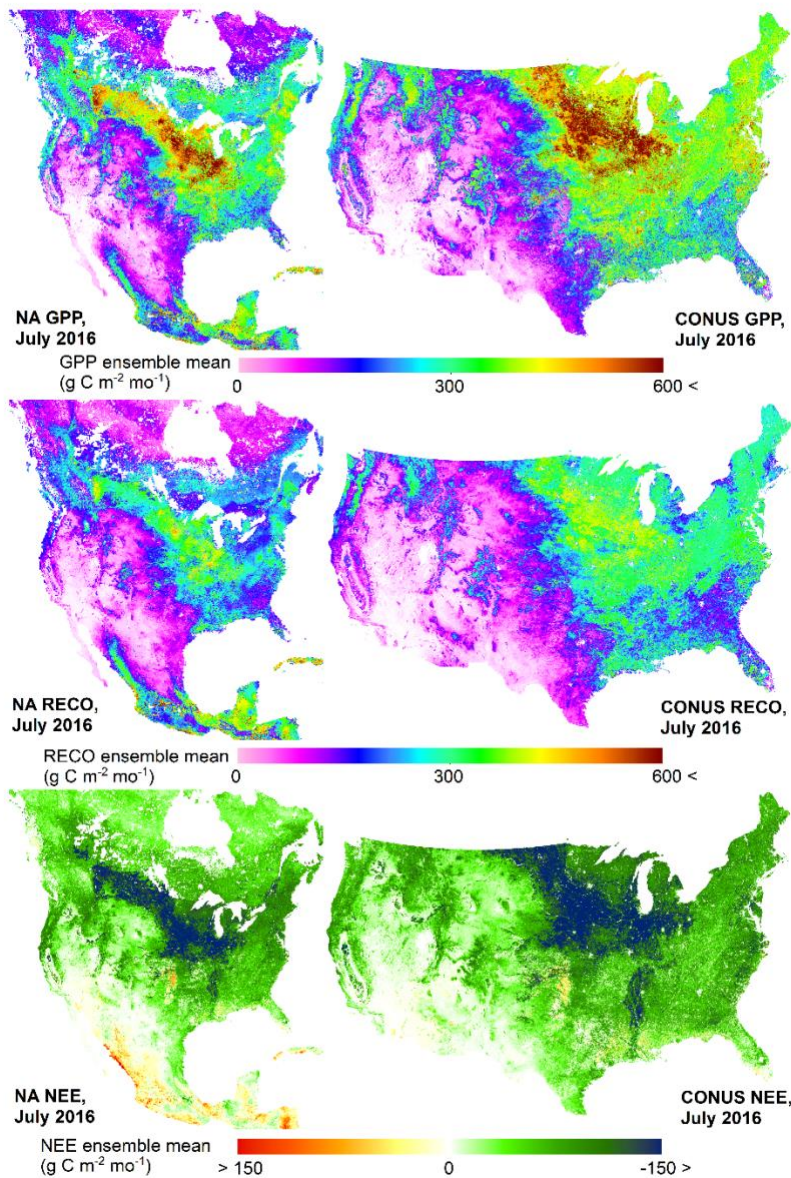 NA GPP,
July 2016
CONUS GPP,
July 2016
GPP ensemble mean
(g C m⁻² mo⁻¹)
0
300
600 <
NA RECO,
July 2016
CONUS RECO,
July 2016
RECO ensemble mean
(g C m⁻² mo⁻¹)
0
300
600 <
NA NEE,
July 2016
CONUS NEE,
July 2016
NEE ensemble mean
(g C m⁻² mo⁻¹)
> 150
0
-150 >